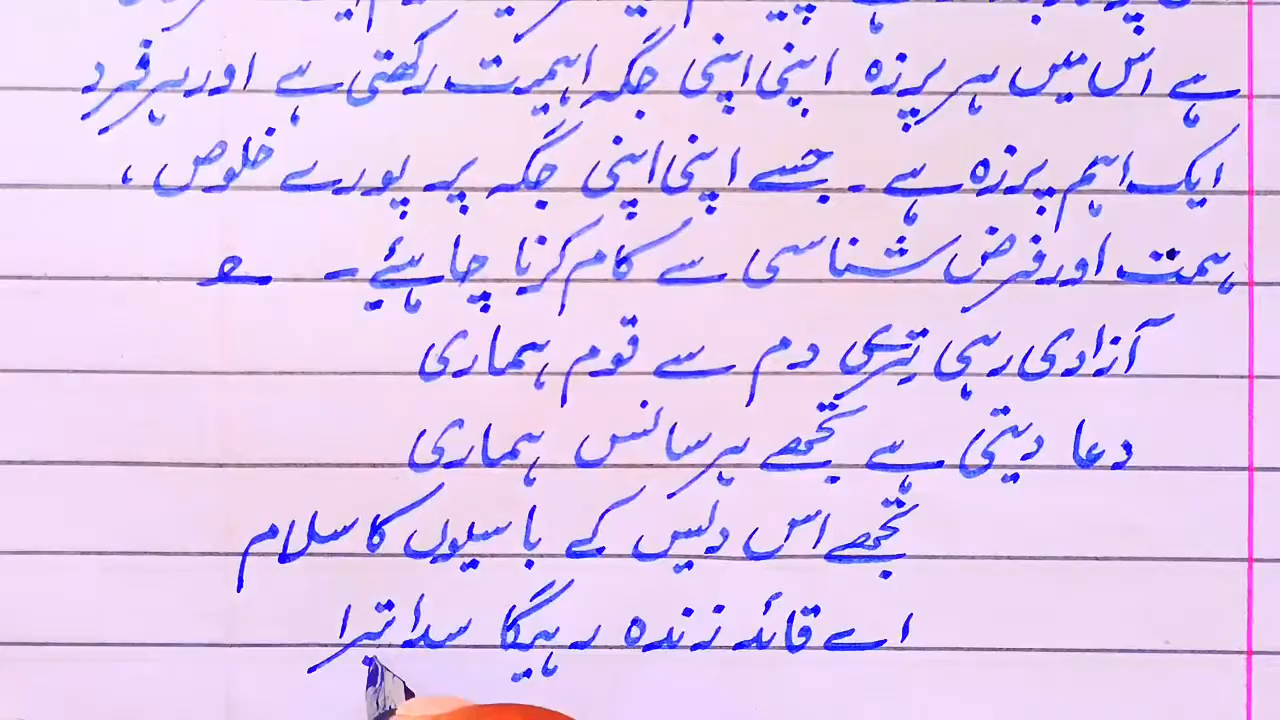 ہے اس میں ہر پرزہ اپنی اپنی جگہ اہمیت رکھتی ہے اور ہر فرد
ایک اہم پرزہ ہے ۔ جسے اپنی اپنی جگہ پر پورے خلوص ،
ہمت اور فرض شناسی سے کام کرنا چاہیئے ۔
آزادی رہی تیری دم سے قوم ہماری
دعا دیتی ہے تجھے ہر سانس ہماری
تجھے اس دیس کے باسیوں کا سلام
اے قائد زندہ رہیگا سدا تیرا